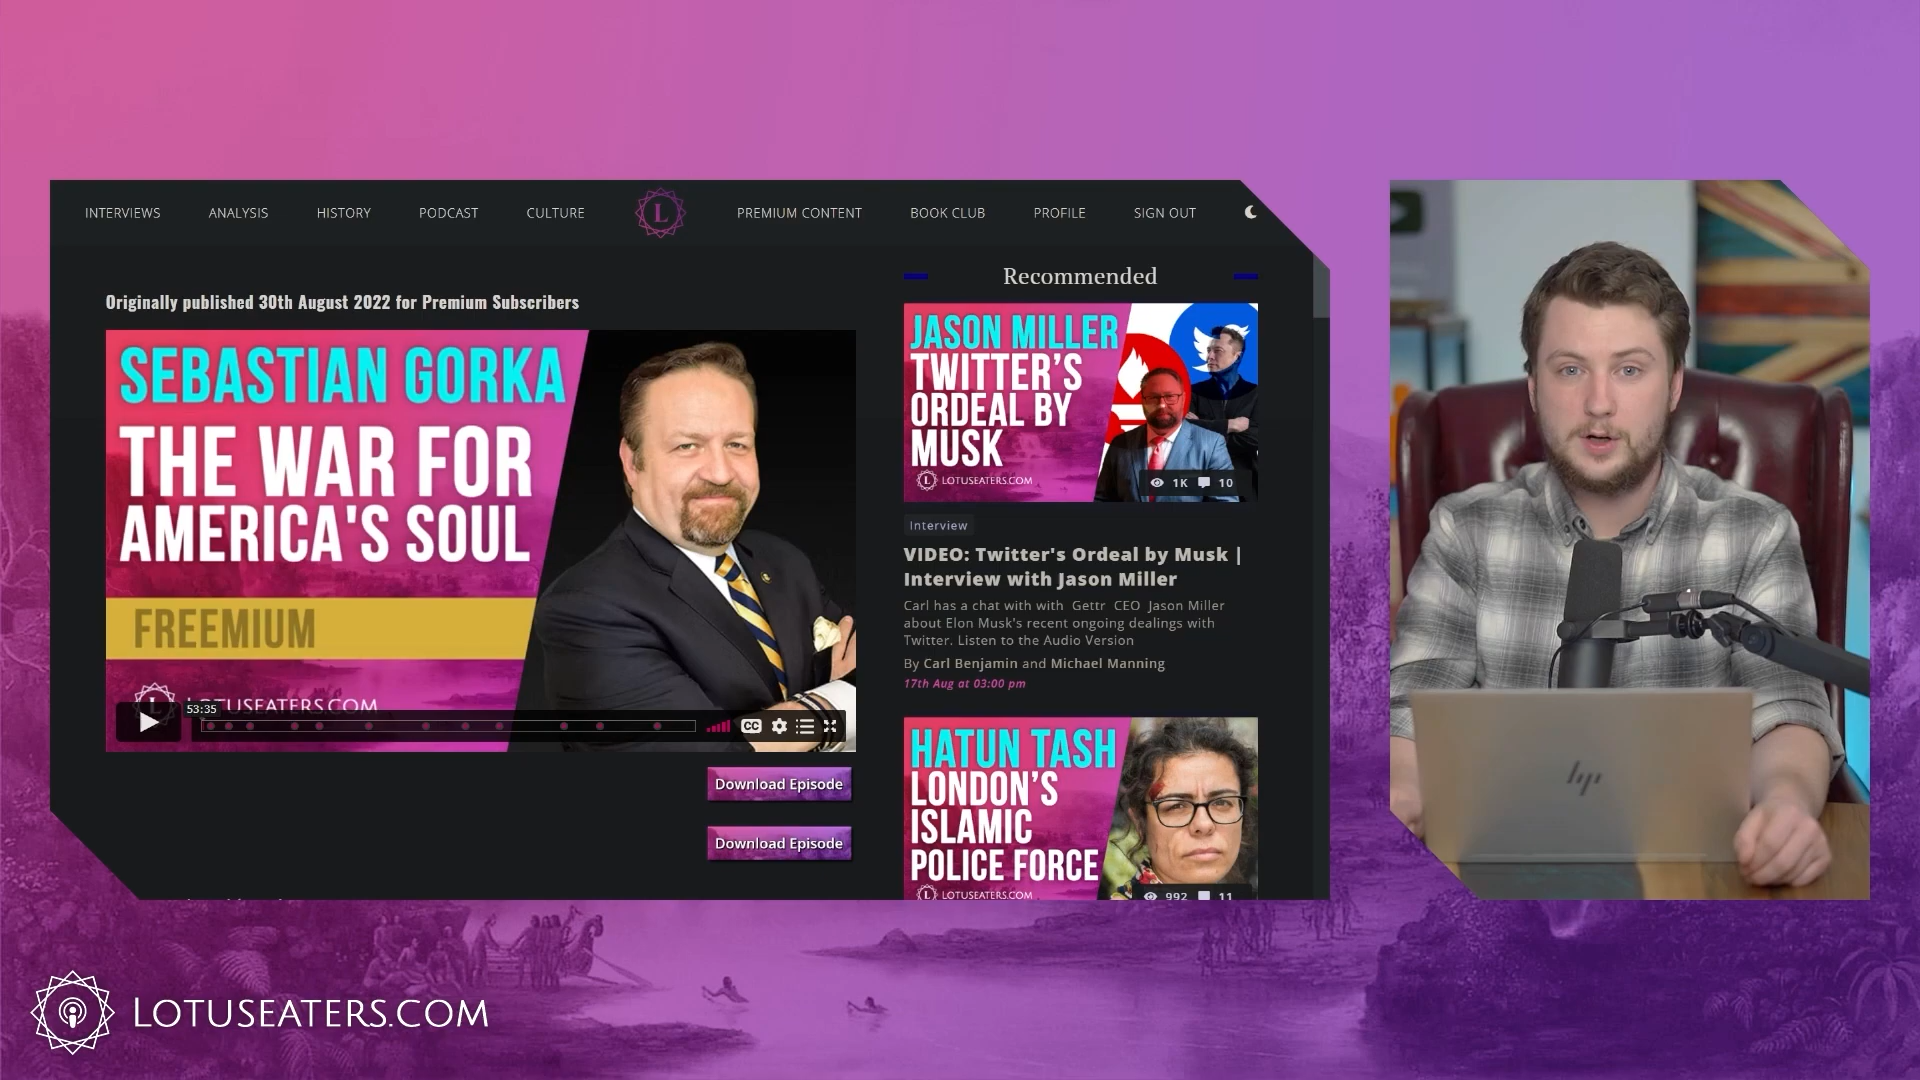 INTERVIEWS ANALYSIS HISTORY PODCAST CULTURE L PREMIUM CONTENT BOOK CLUB PROFILE SIGN OUT
Originally published 30th August 2022 for Premium Subscribers
SEBASTIAN GORKA
THE WAR FOR
AMERICA'S SOUL
FREEMIUM
LOTUSEATERS.COM
53:35
CC
Download Episode
Download Episode
Recommended
JASON MILLER
TWITTER'S
ORDEAL BY
MUSK
L LOTUSEATERS.COM
1K 10
Interview
VIDEO: Twitter's Ordeal by Musk |
Interview with Jason Miller
Carl has a chat with with Gettr CEO Jason Miller
about Elon Musk's recent ongoing dealings with
Twitter. Listen to the Audio Version
By Carl Benjamin and Michael Manning
17th Aug at 03:00 pm
HATUN TASH
LONDON'S
ISLAMIC
POLICE FORCE
L LOTUSEATERS.COM
992 11
hp
LOTUSEATERS.COM